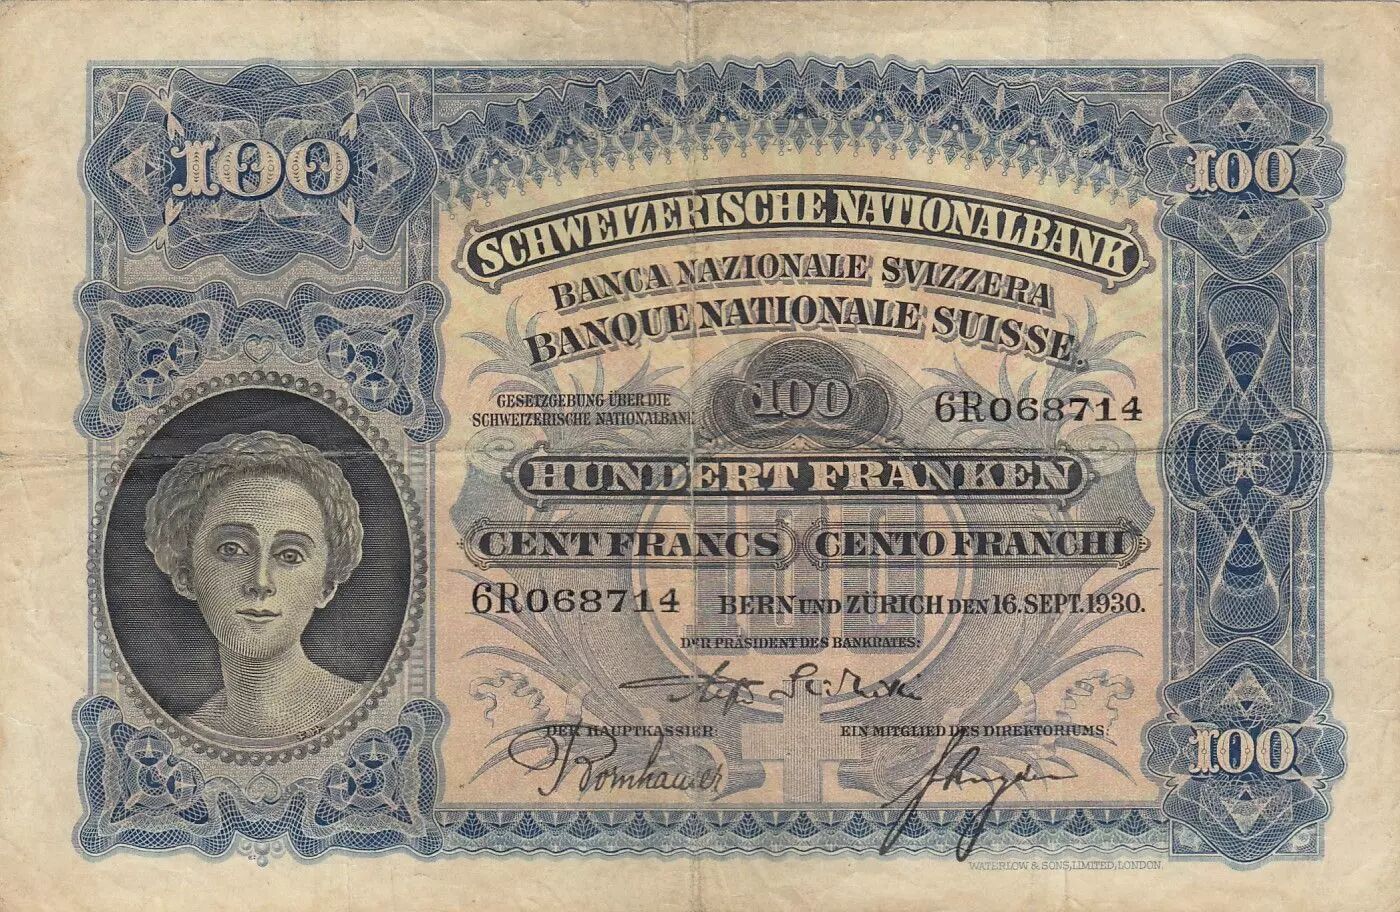 100
100
SCHWEIZERISCHE NATIONALBANK
BANCA NAZIONALE SVIZZERA
BANQUE NATIONALE SUISSE.
GESETZGEBUNG ÜBER DIE
SCHWEIZERISCHE NATIONALBANK
100
6R068714
HUNDERT FRANKEN
100
CENT FRANCS
CENTO FRANCHI
6R068714
BERN UND ZÜRICH DEN 16. SEPT. 1930.
DER PRÄSIDENT DES BANKRATES:
DER HAUPTKASSIER:
EIN MITGLIED DES DIREKTORIUMS:
Bornhauser
100
WATERLOW & SONS, LIMITED, LONDON.